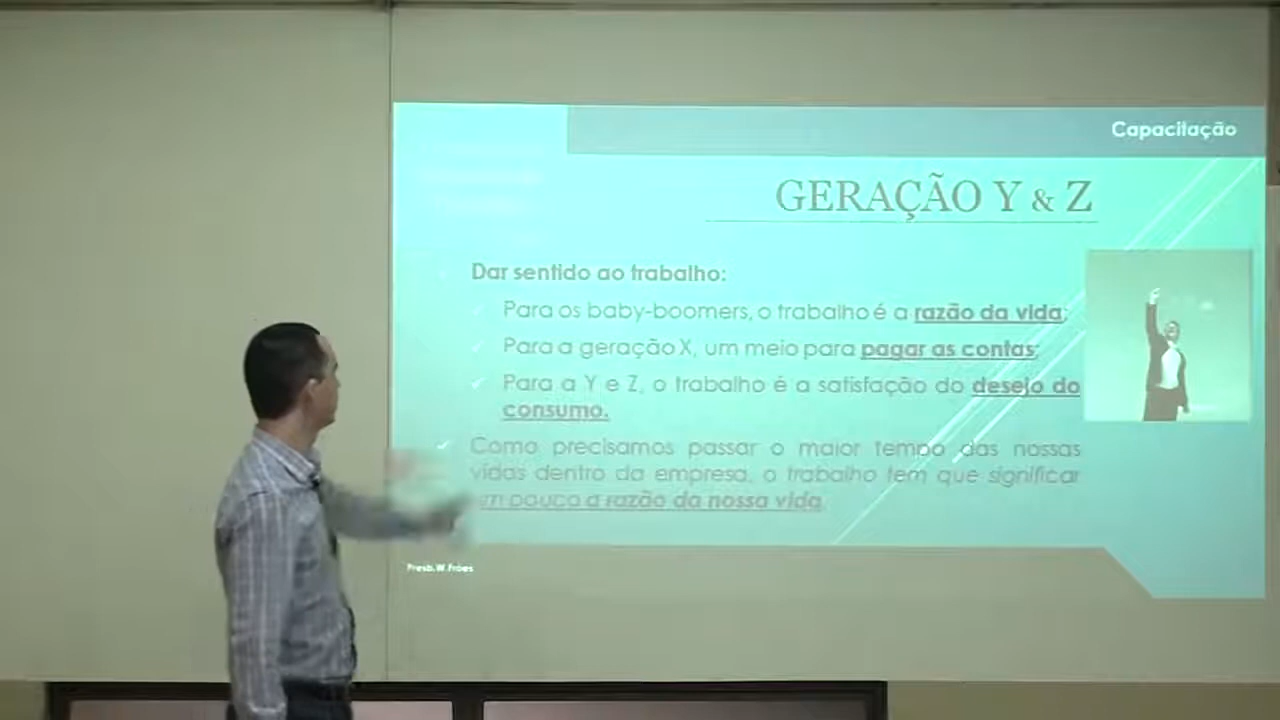 Capacitação
GERAÇÃO Y & Z
Dar sentido ao trabalho:
Para os baby-boomers, o trabalho é a razão da vida;
Para a geração X, um meio para pagar as contas;
Para a Y e Z, o trabalho é a satisfação do desejo do
consumo.
Como precisamos passar o maior tempo das nossas
vidas dentro da empresa, o trabalho tem que significar
um pouco a razão da nossa vida.
Presb.W.Fróes